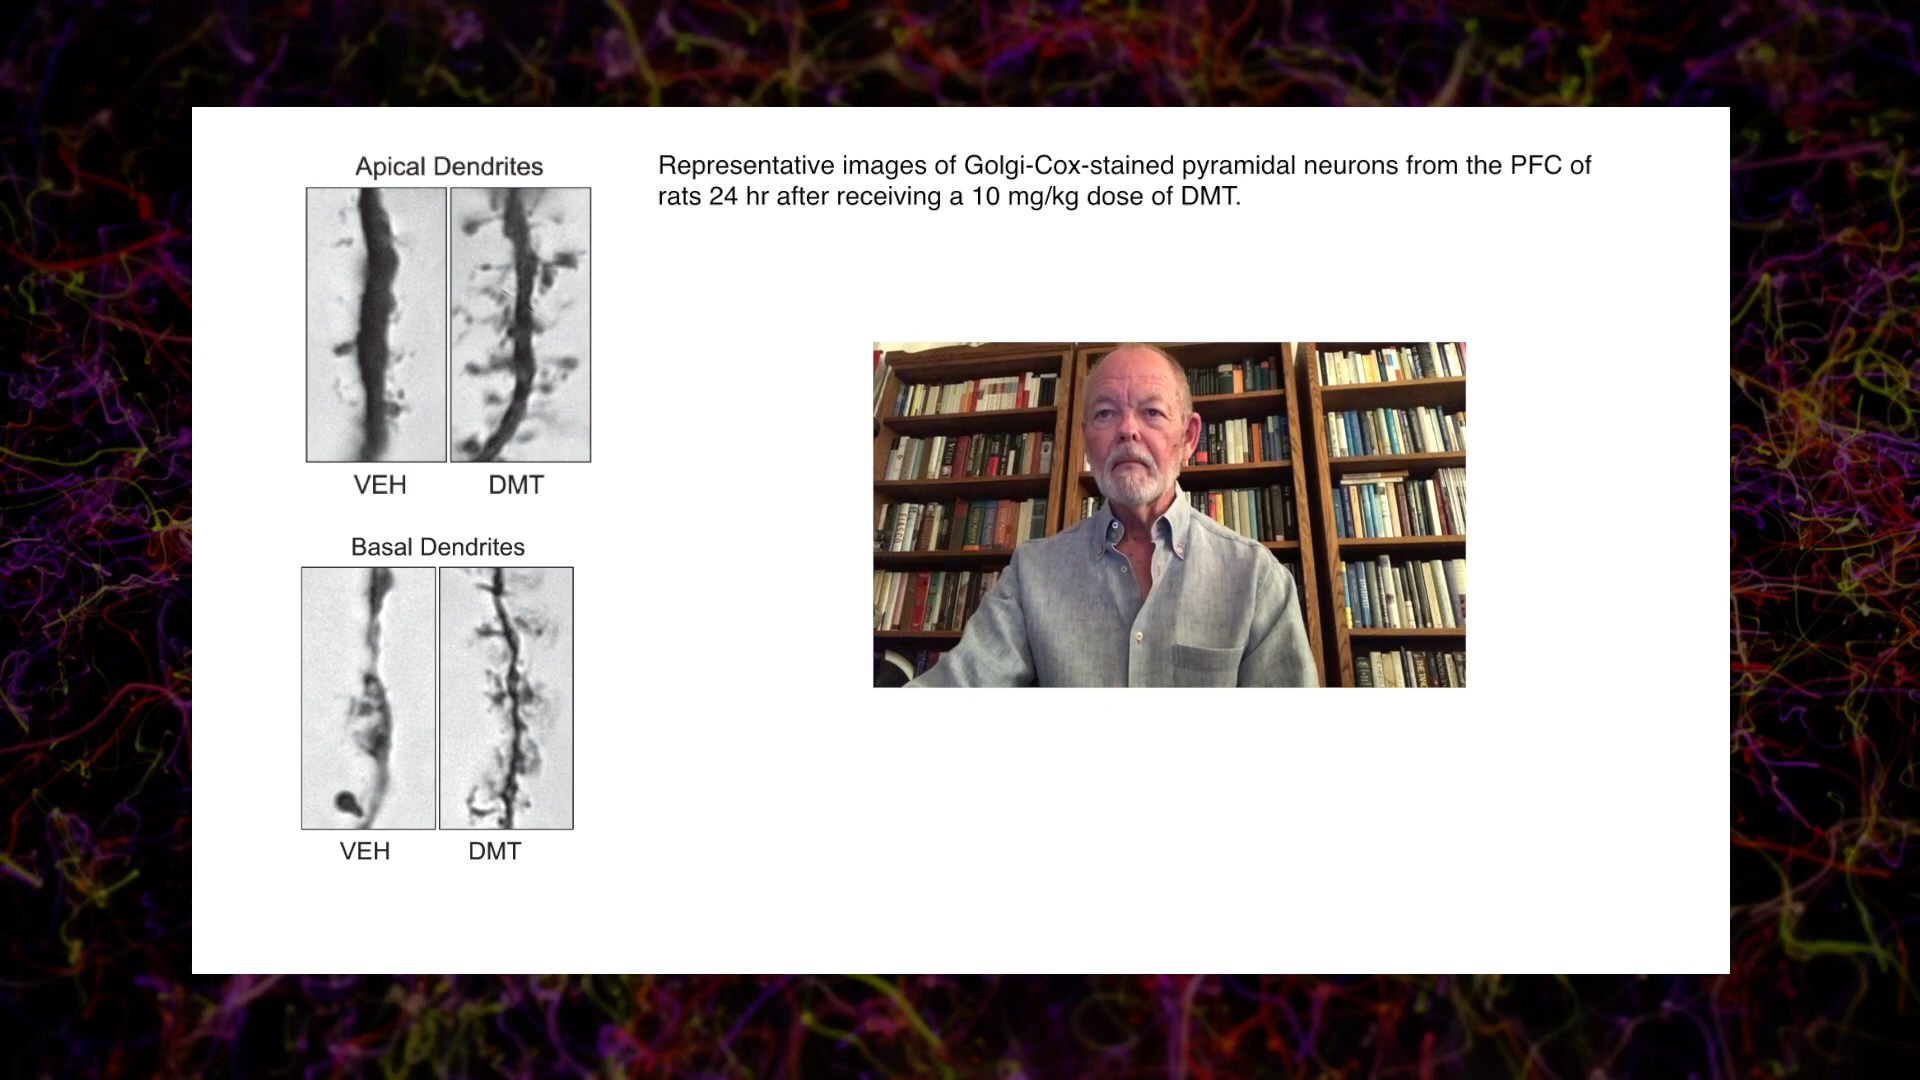 Apical Dendrites
VEH
DMT
Basal Dendrites
VEH
DMT
Representative images of Golgi-Cox-stained pyramidal neurons from the PFC of
rats 24 hr after receiving a 10 mg/kg dose of DMT.